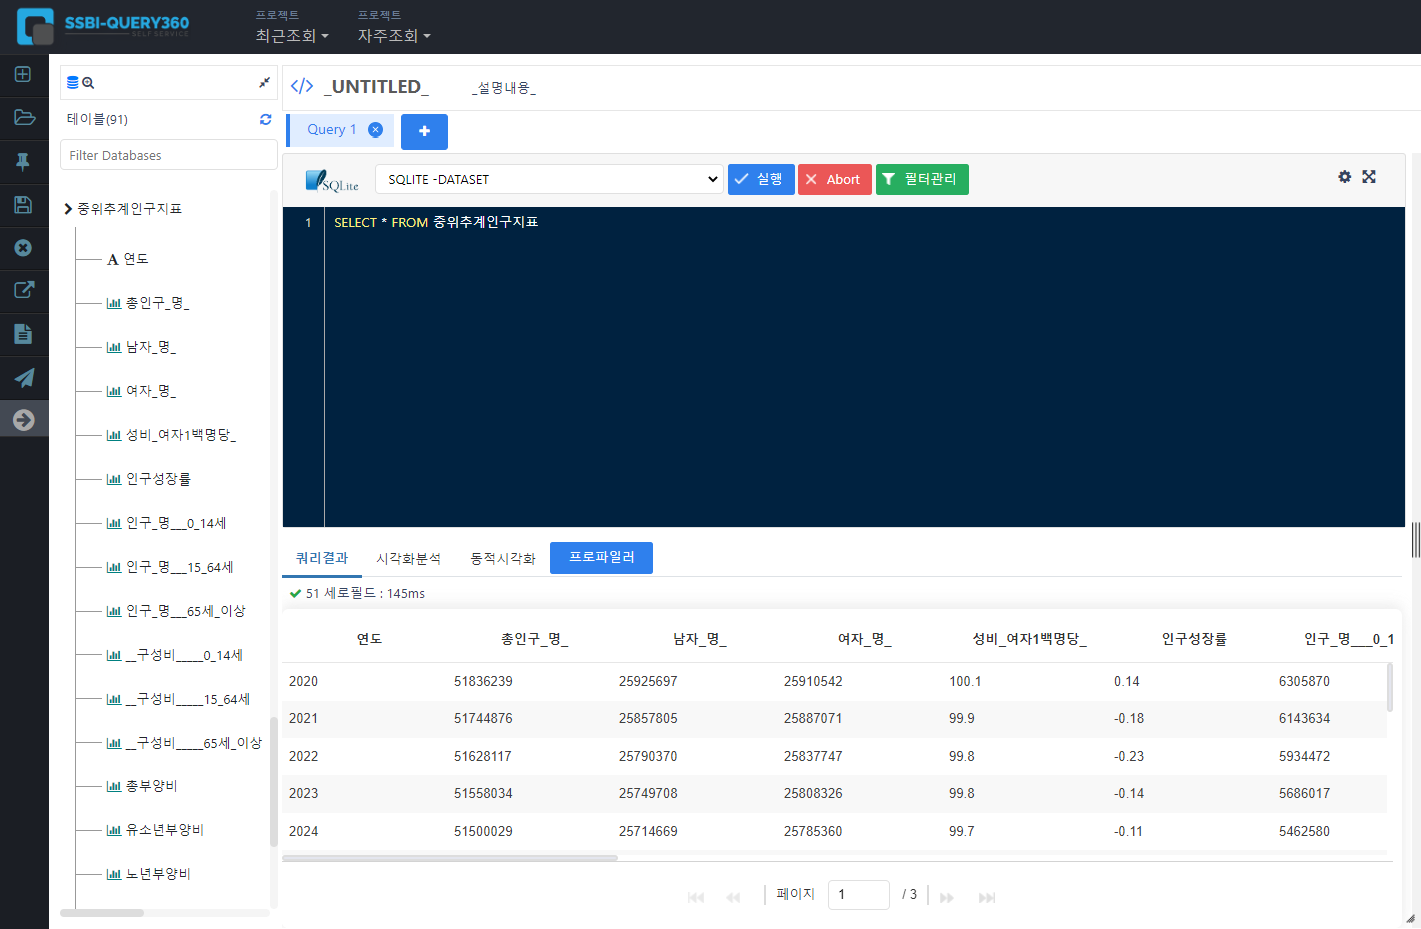 SSBI-QUERY360
SELF SERVICE
프로젝트
최근조회
프로젝트
자주조회
테이블(91)
Filter Databases
중위추계인구지표
A 연도
총인구_명_
남자_명_
여자_명_
성비_여자1백명당_
인구성장률
인구_명___0_14세
인구_명___15_64세
인구_명___65세_이상
__구성비_____0_14세
__구성비_____15_64세
__구성비_____65세_이상
총부양비
유소년부양비
노년부양비
_UNTITLED_ _설명내용_
Query 1
SQLite SQLITE -DATASET 실행 Abort 필터관리
1 SELECT * FROM 중위추계인구지표
쿼리결과 시각화분석 동적시각화 프로파일러
51 세로필드 : 145ms
연도 총인구_명_ 남자_명_ 여자_명_ 성비_여자1백명당_ 인구성장률 인구_명___0_1
2020 51836239 25925697 25910542 100.1 0.14 6305870
2021 51744876 25857805 25887071 99.9 -0.18 6143634
2022 51628117 25790370 25837747 99.8 -0.23 5934472
2023 51558034 25749708 25808326 99.8 -0.14 5686017
2024 51500029 25714669 25785360 99.7 -0.11 5462580
페이지 1 / 3